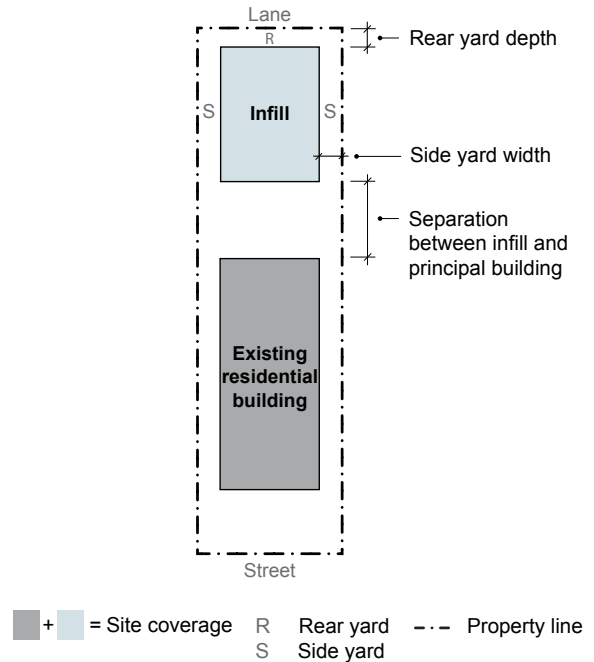 Lane
R
Rear yard depth
S
Infill
S
Side yard width
Separation
between infill and
principal building
Existing
residential
building
Street
+ = Site coverage
R Rear yard
Property line
S Side yard